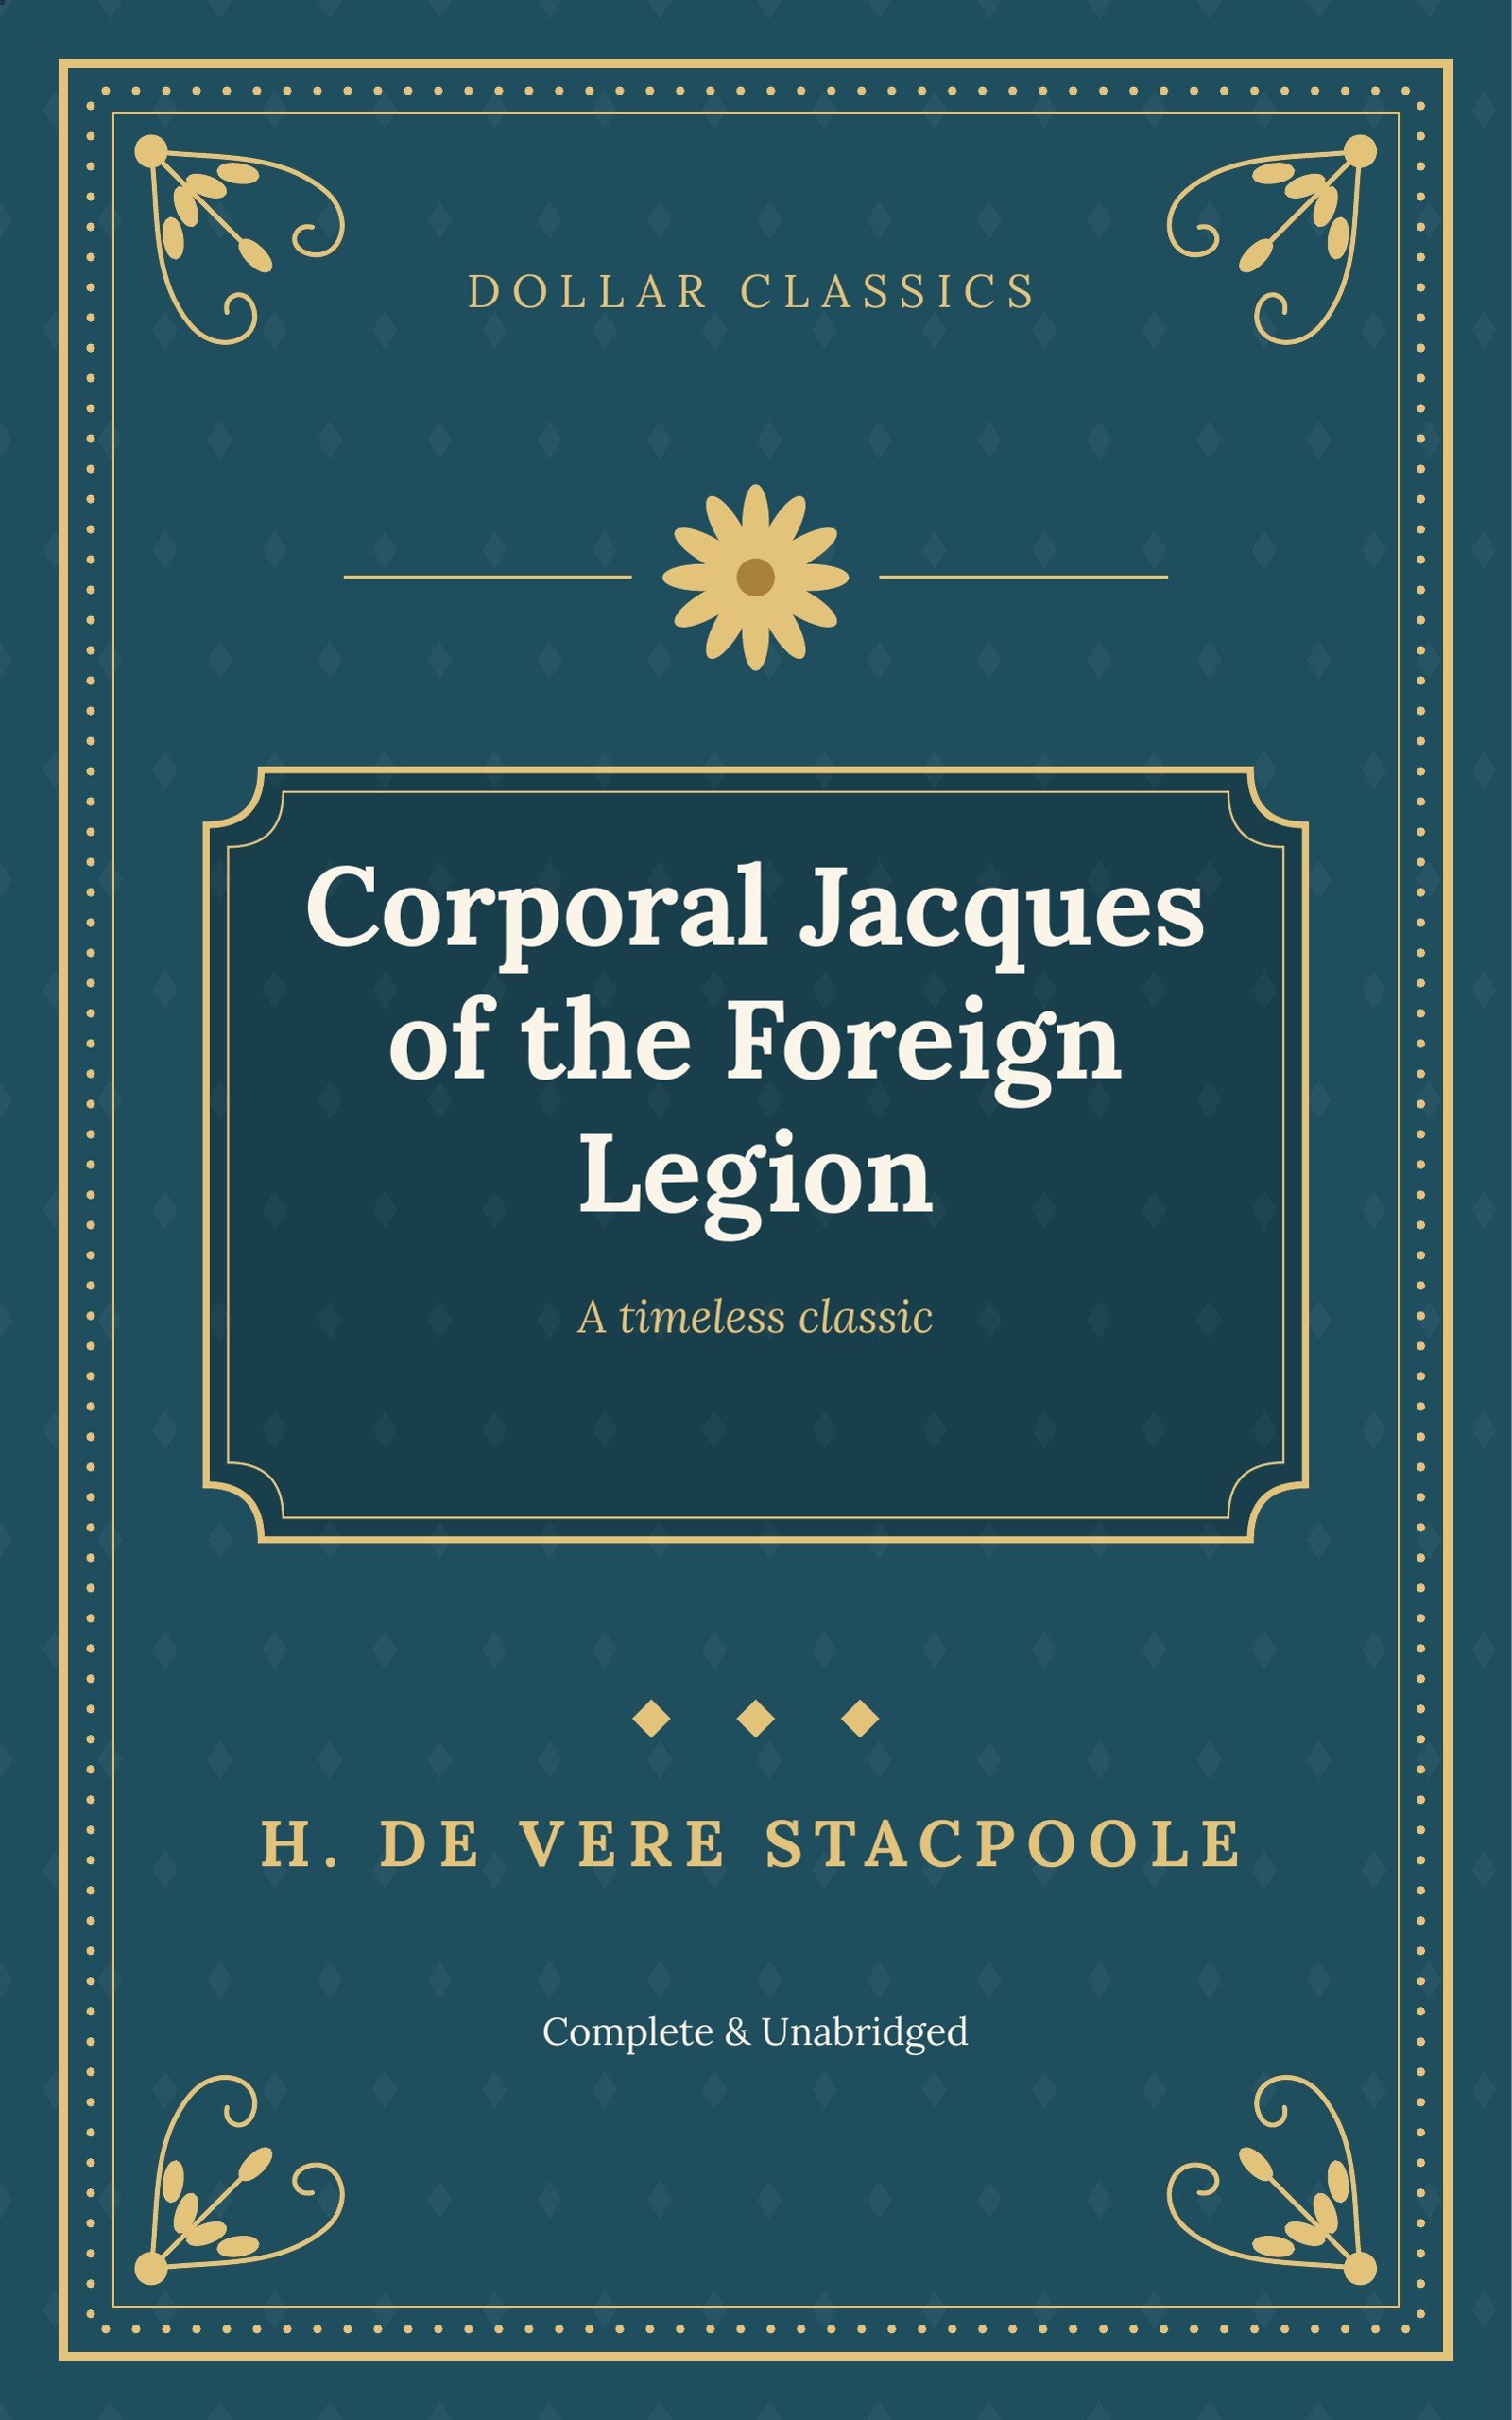 DOLLAR CLASSICS
Corporal Jacques
of the Foreign
Legion
A timeless classic
H. DE VERE STACPOOLE
Complete & Unabridged